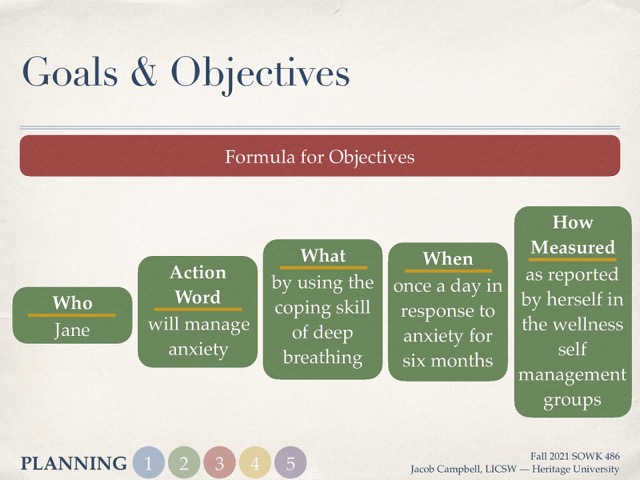 Goals & Objectives
Formula for Objectives
Who
Jane
Action
Word
will manage
anxiety
What
by using the
coping skill
of deep
breathing
When
once a day in
response to
anxiety for
six months
How
Measured
as reported
by herself in
the wellness
self
management
groups
PLANNING 1 2 3 4 5
Fall 2021 SOWK 486
Jacob Campbell, LICSW — Heritage University